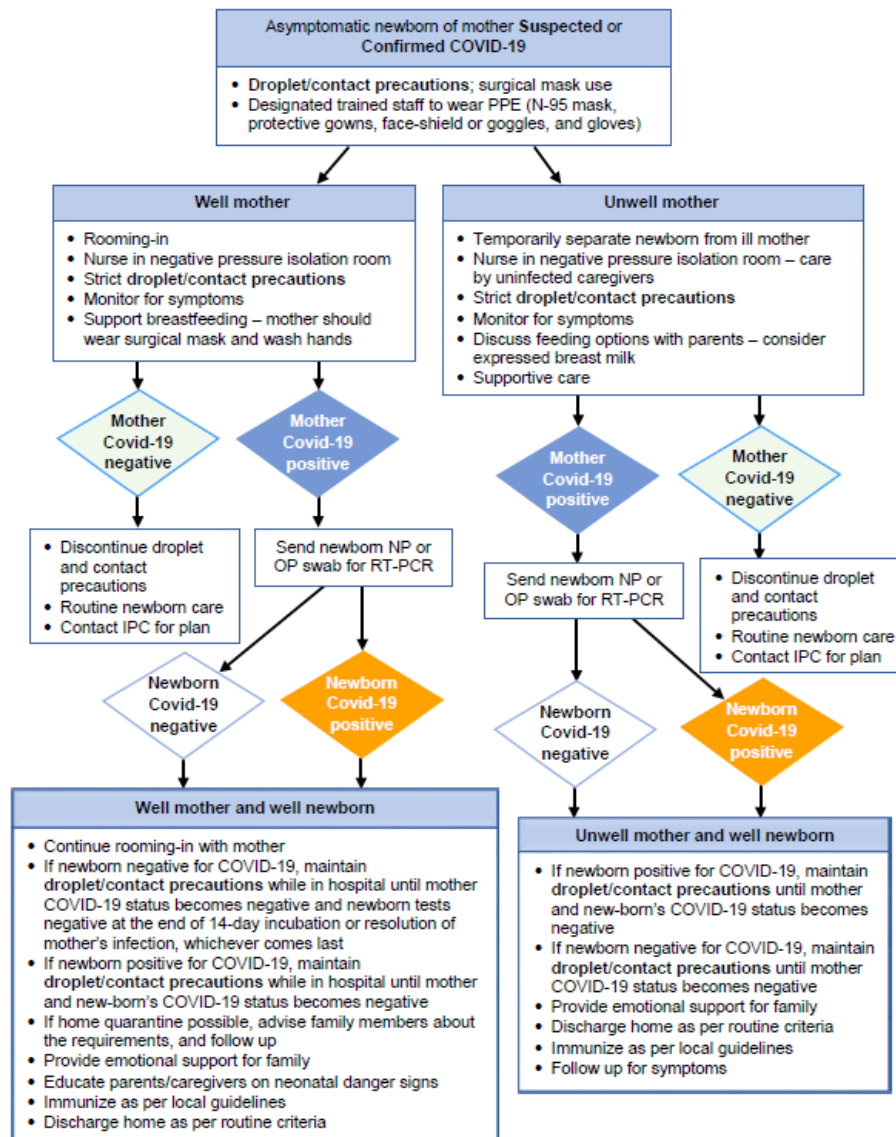 Asymptomatic newborn of mother Suspected or
Confirmed COVID-19
• Droplet/contact precautions; surgical mask use
• Designated trained staff to wear PPE (N-95 mask,
protective gowns, face-shield or goggles, and gloves)
Well mother
• Rooming-in
• Nurse in negative pressure isolation room
• Strict droplet/contact precautions
• Monitor for symptoms
• Support breastfeeding – mother should
wear surgical mask and wash hands
Unwell mother
• Temporarily separate newborn from ill mother
• Nurse in negative pressure isolation room – care
by uninfected caregivers
• Strict droplet/contact precautions
• Monitor for symptoms
• Discuss feeding options with parents – consider
expressed breast milk
• Supportive care
Mother
Covid-19
negative
Mother
Covid-19
positive
Mother
Covid-19
positive
Mother
Covid-19
negative
• Discontinue droplet
and contact
precautions
• Routine newborn care
• Contact IPC for plan
Send newborn NP or
OP swab for RT-PCR
Send newborn NP or
OP swab for RT-PCR
• Discontinue droplet
and contact
precautions
• Routine newborn care
• Contact IPC for plan
Newborn
Covid-19
negative
Newborn
Covid-19
positive
Newborn
Covid-19
negative
Newborn
Covid-19
positive
Well mother and well newborn
• Continue rooming-in with mother
• If newborn negative for COVID-19, maintain
droplet/contact precautions while in hospital until mother
COVID-19 status becomes negative and newborn tests
negative at the end of 14-day incubation or resolution of
mother's infection, whichever comes last
• If newborn positive for COVID-19, maintain
droplet/contact precautions while in hospital until mother
and new-born's COVID-19 status becomes negative
• If home quarantine possible, advise family members about
the requirements, and follow up
• Provide emotional support for family
• Educate parents/caregivers on neonatal danger signs
• Immunize as per local guidelines
• Discharge home as per routine criteria
Unwell mother and well newborn
• If newborn positive for COVID-19, maintain
droplet/contact precautions until mother
and new-born's COVID-19 status becomes
negative
• If newborn negative for COVID-19, maintain
droplet/contact precautions until mother
COVID-19 status becomes negative
• Provide emotional support for family
• Discharge home as per routine criteria
• Immunize as per local guidelines
• Follow up for symptoms